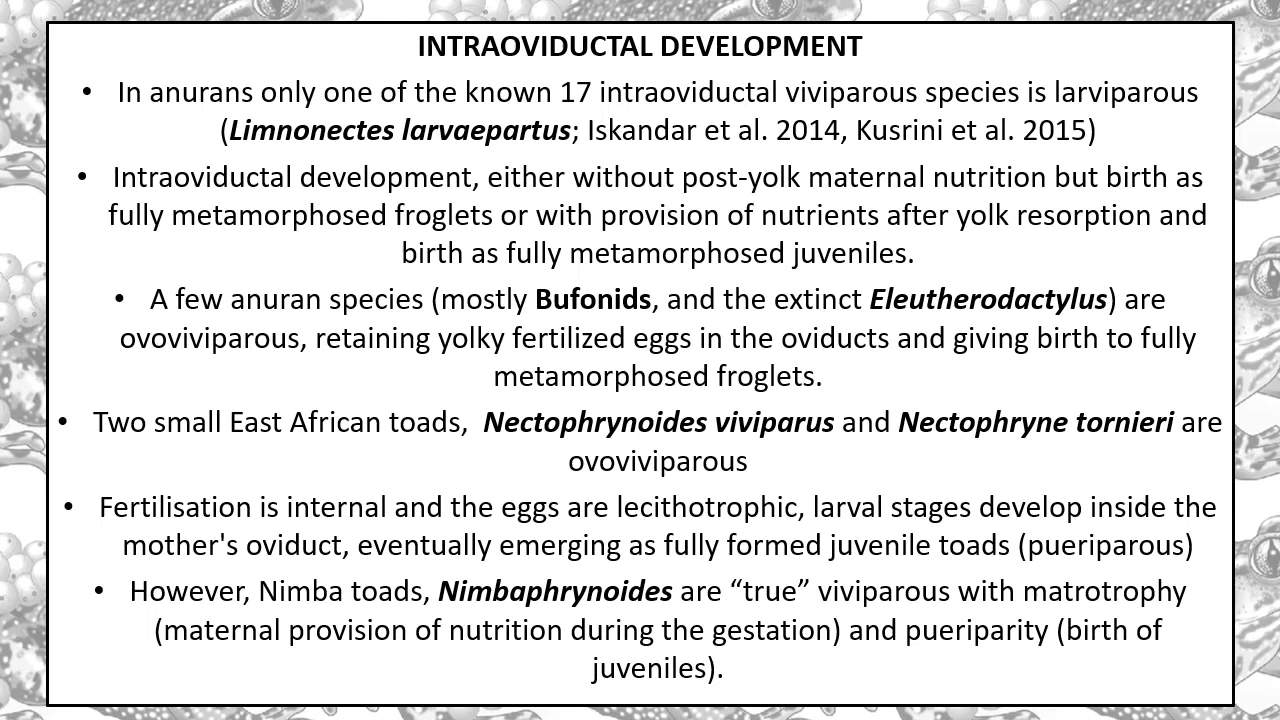 INTRAOVIDUCTAL DEVELOPMENT
• In anurans only one of the known 17 intraoviductal viviparous species is larviparous
(Limnonectes larvaepartus; Iskandar et al. 2014, Kusrini et al. 2015)
• Intraoviductal development, either without post-yolk maternal nutrition but birth as
fully metamorphosed froglets or with provision of nutrients after yolk resorption and
birth as fully metamorphosed juveniles.
• A few anuran species (mostly Bufonids, and the extinct Eleutherodactylus) are
ovoviviparous, retaining yolky fertilized eggs in the oviducts and giving birth to fully
metamorphosed froglets.
• Two small East African toads, Nectophrynoides viviparus and Nectophryne tornieri are
ovoviviparous
• Fertilisation is internal and the eggs are lecithotrophic, larval stages develop inside the
mother's oviduct, eventually emerging as fully formed juvenile toads (pueriparous)
• However, Nimba toads, Nimbaphrynoides are “true” viviparous with matrotrophy
(maternal provision of nutrition during the gestation) and pueriparity (birth of
juveniles).